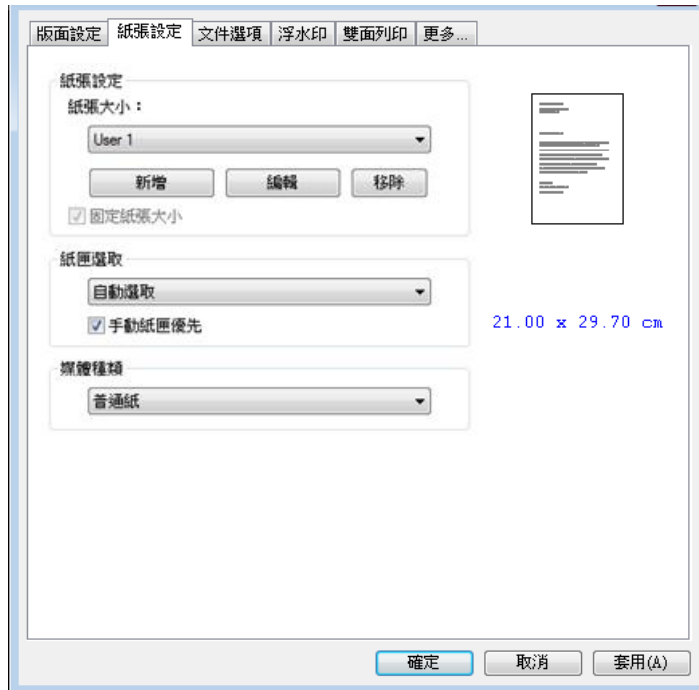 版面設定 紙張設定 文件選項 浮水印 雙面列印 更多...
紙張設定
紙張大小：
User 1
新增 編輯 移除
固定紙張大小
紙匣選取
自動選取
手動紙匣優先
21.00 x 29.70 cm
媒體種類
普通紙
確定 取消 套用(A)